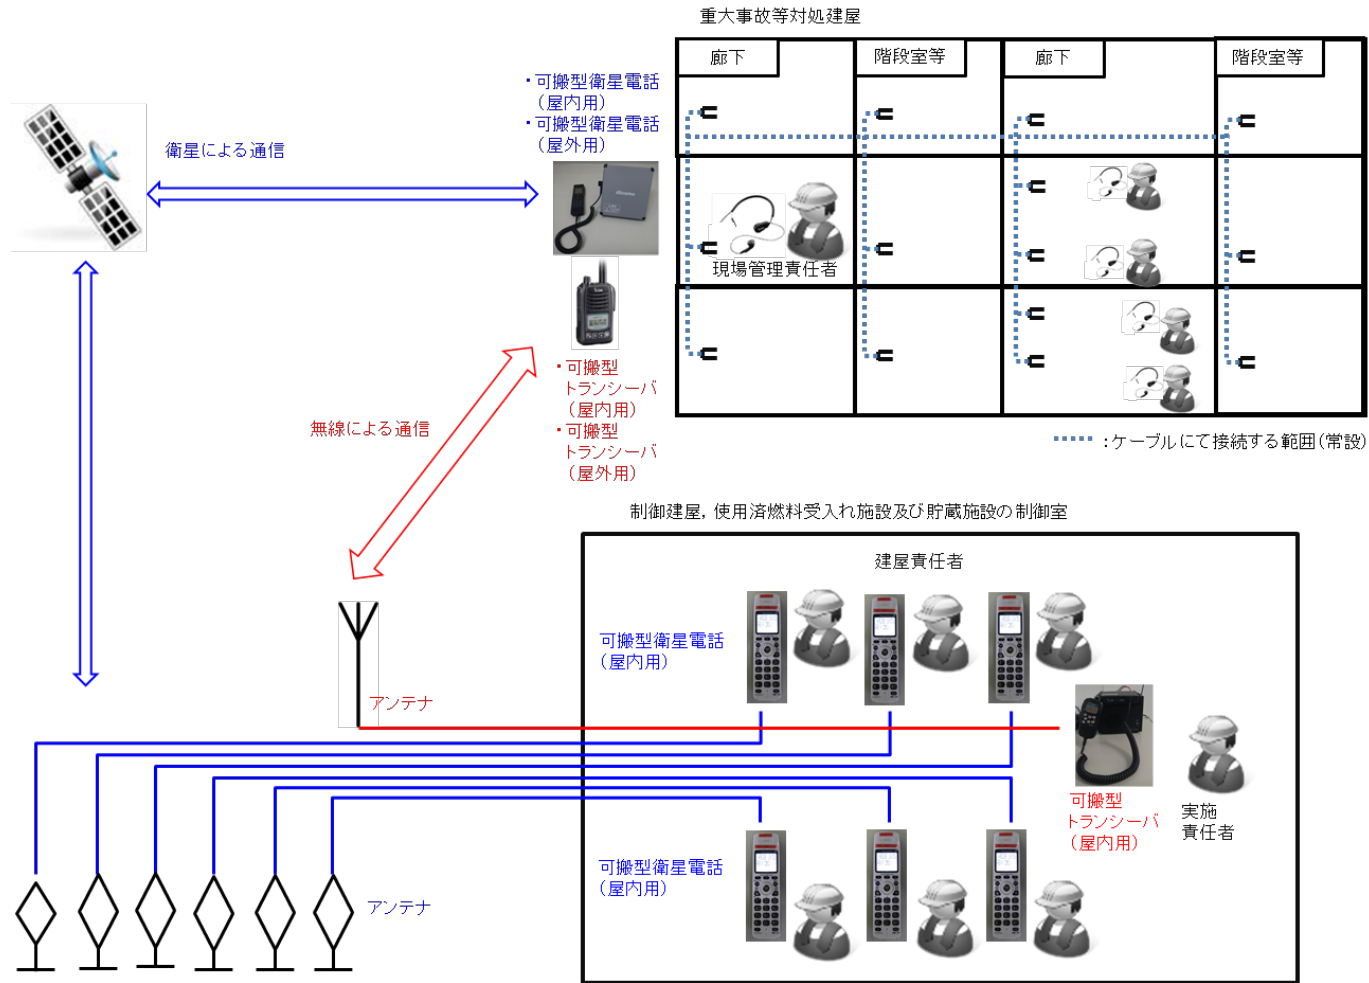 重大事故等対処建屋
廊下
階段室等
廊下
階段室等
・可搬型衛星電話
(屋内用)
・可搬型衛星電話
(屋外用)
衛星による通信
現場管理責任者
・可搬型
トランシーバ
(屋内用)
・可搬型
トランシーバ
(屋外用)
無線による通信
:ケーブルにて接続する範囲(常設)
制御建屋,使用済燃料受入れ施設及び貯蔵施設の制御室
建屋責任者
可搬型衛星電話
(屋内用)
アンテナ
可搬型
トランシーバ
(屋内用)
実施
責任者
可搬型衛星電話
(屋内用)
アンテナ